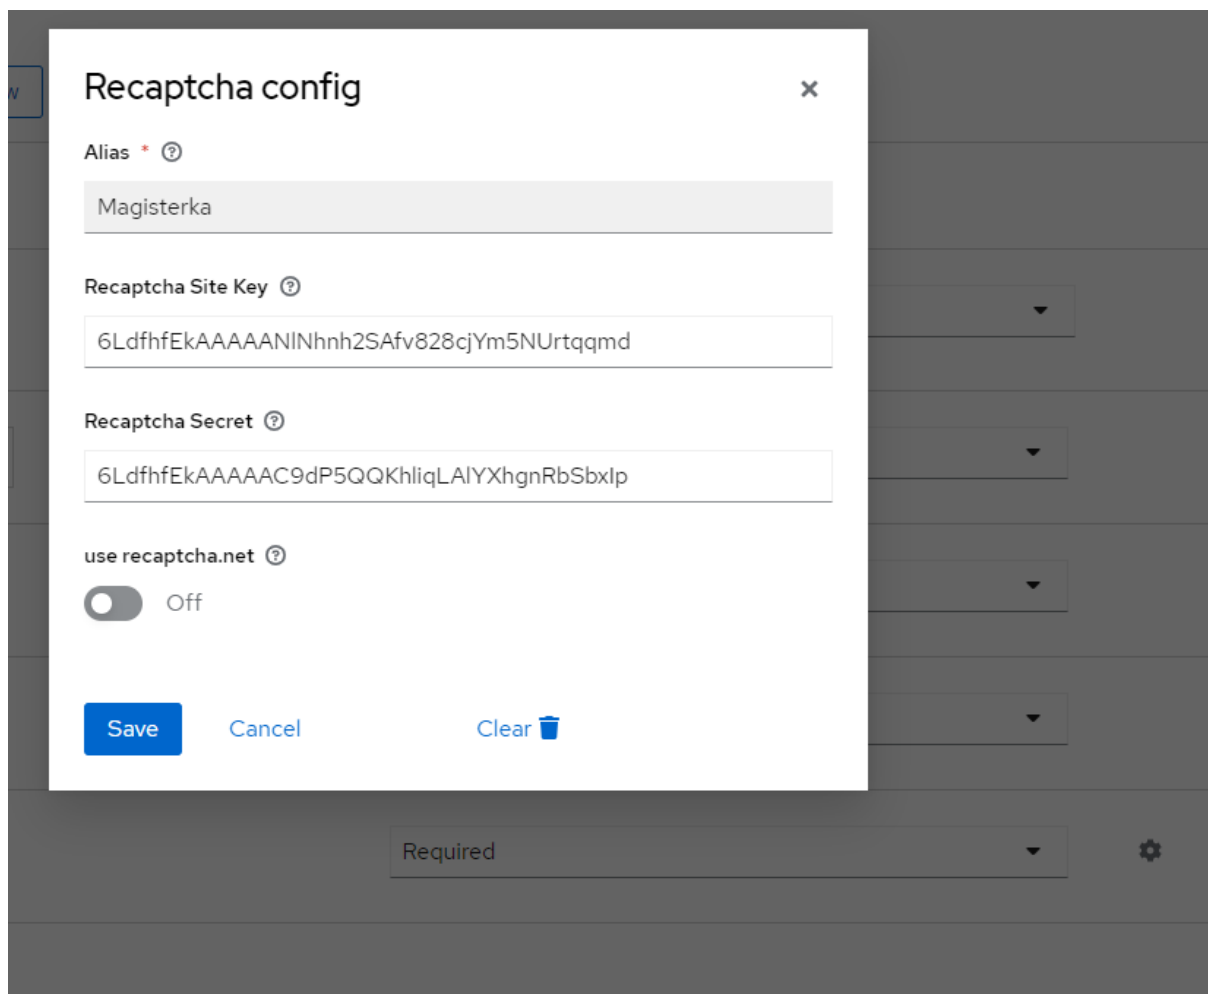 Recaptcha config
Alias *
Magisterka
Recaptcha Site Key
6LdfhfEkAAAAANlNhnh2SAfv828cjYm5NUrtqqmd
Recaptcha Secret
6LdfhfEkAAAAAC9dP5QQKhliqLAlYXhgnRbSbxIp
use recaptcha.net
Off
Save
Cancel
Clear
Required